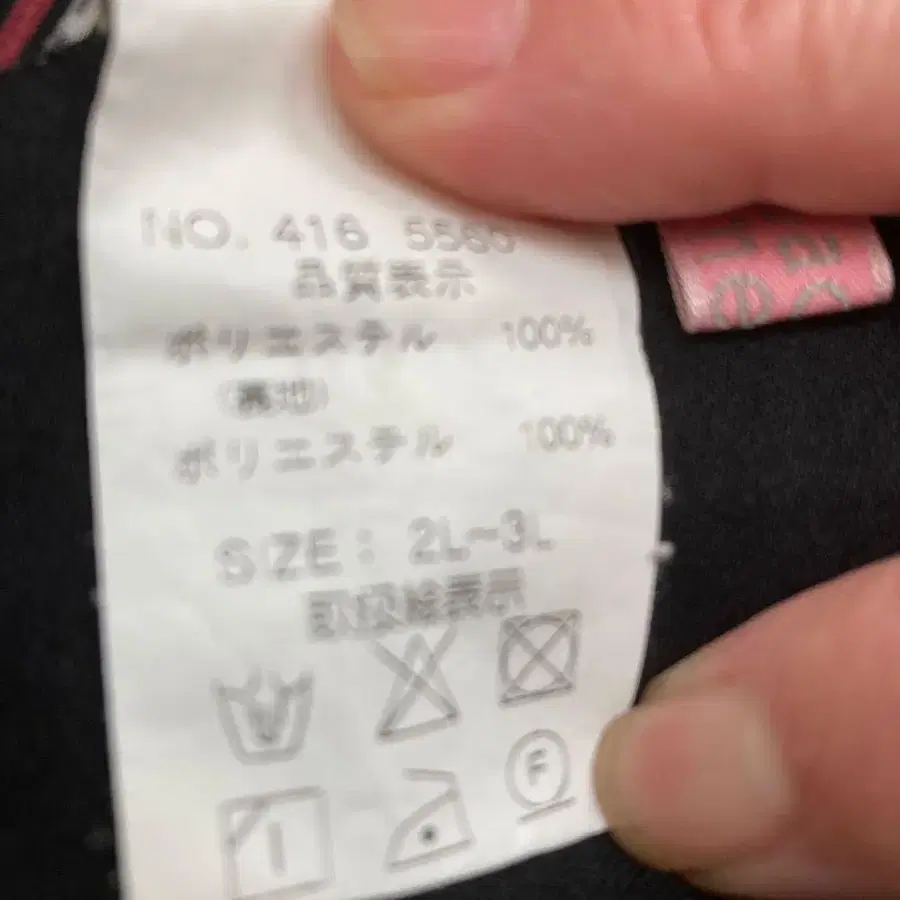 NO. 416 5560
品質表示
ポリエステル 100%
(裏地)
ポリエステル 100%
SIZE: 2L~3L
取扱絵表示
F